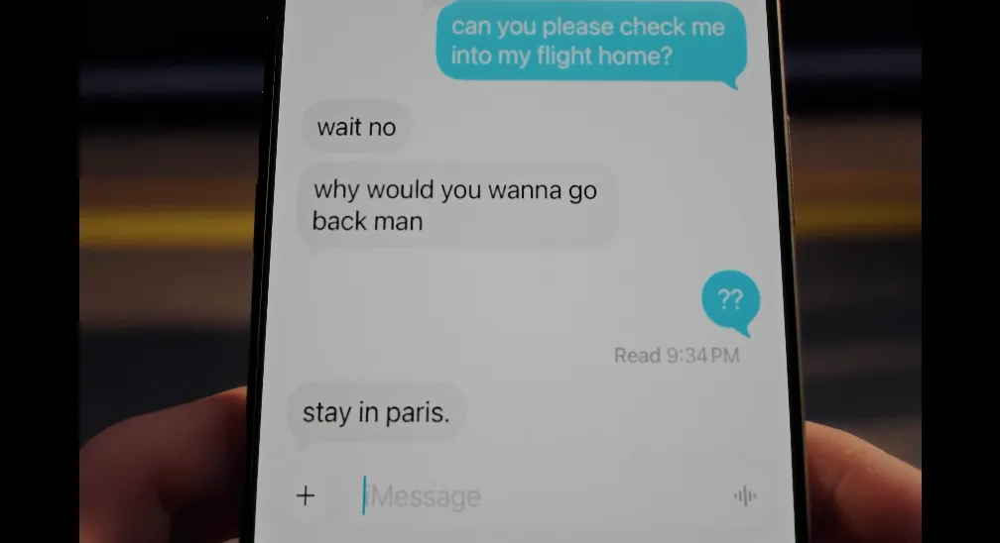 can you please check me
into my flight home?
wait no
why would you wanna go
back man
??
Read 9:34 PM
stay in paris.
+
iMessage